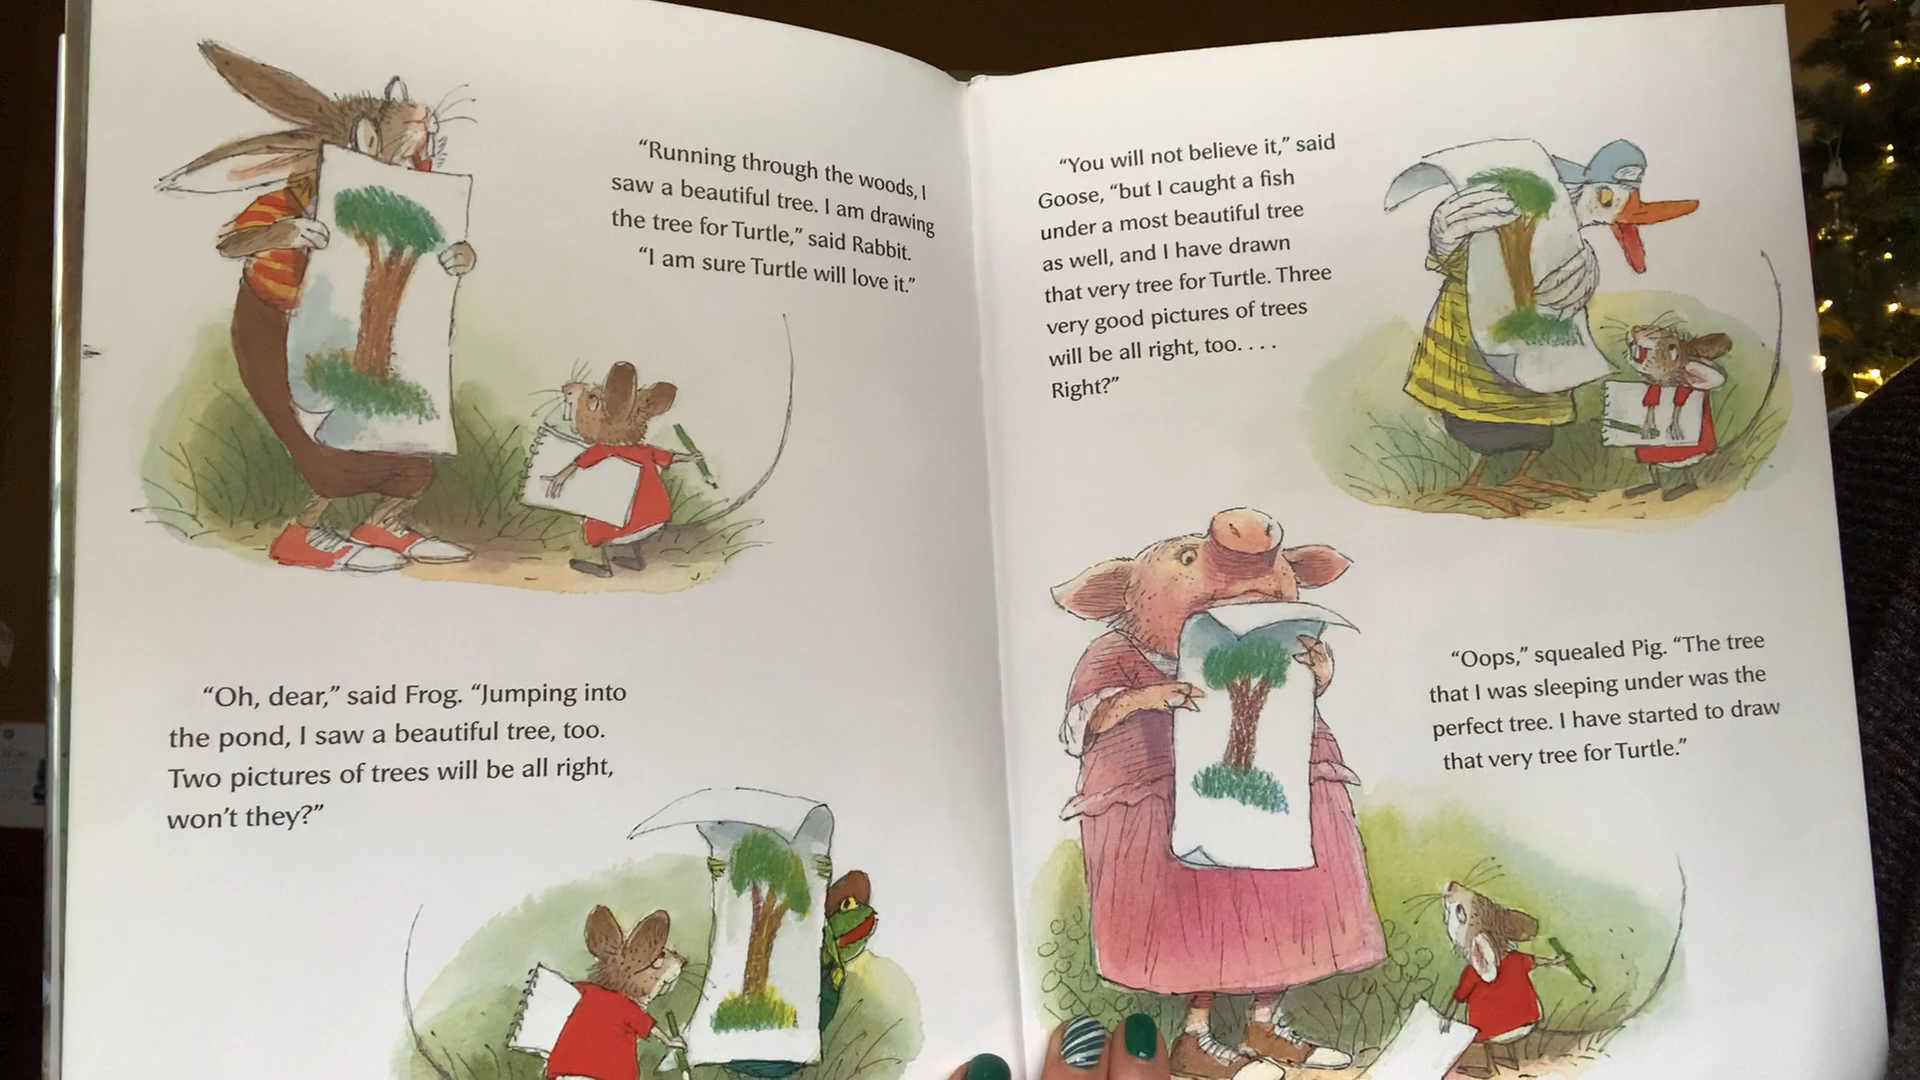 “Running through the woods, I
saw a beautiful tree. I am drawing
the tree for Turtle,” said Rabbit.
“I am sure Turtle will love it.”
“Oh, dear,” said Frog. “Jumping into
the pond, I saw a beautiful tree, too.
Two pictures of trees will be all right,
won’t they?”
“You will not believe it,” said
Goose, “but I caught a fish
under a most beautiful tree
as well, and I have drawn
that very tree for Turtle. Three
very good pictures of trees
will be all right, too. . . .
Right?”
“Oops,” squealed Pig. “The tree
that I was sleeping under was the
perfect tree. I have started to draw
that very tree for Turtle.”